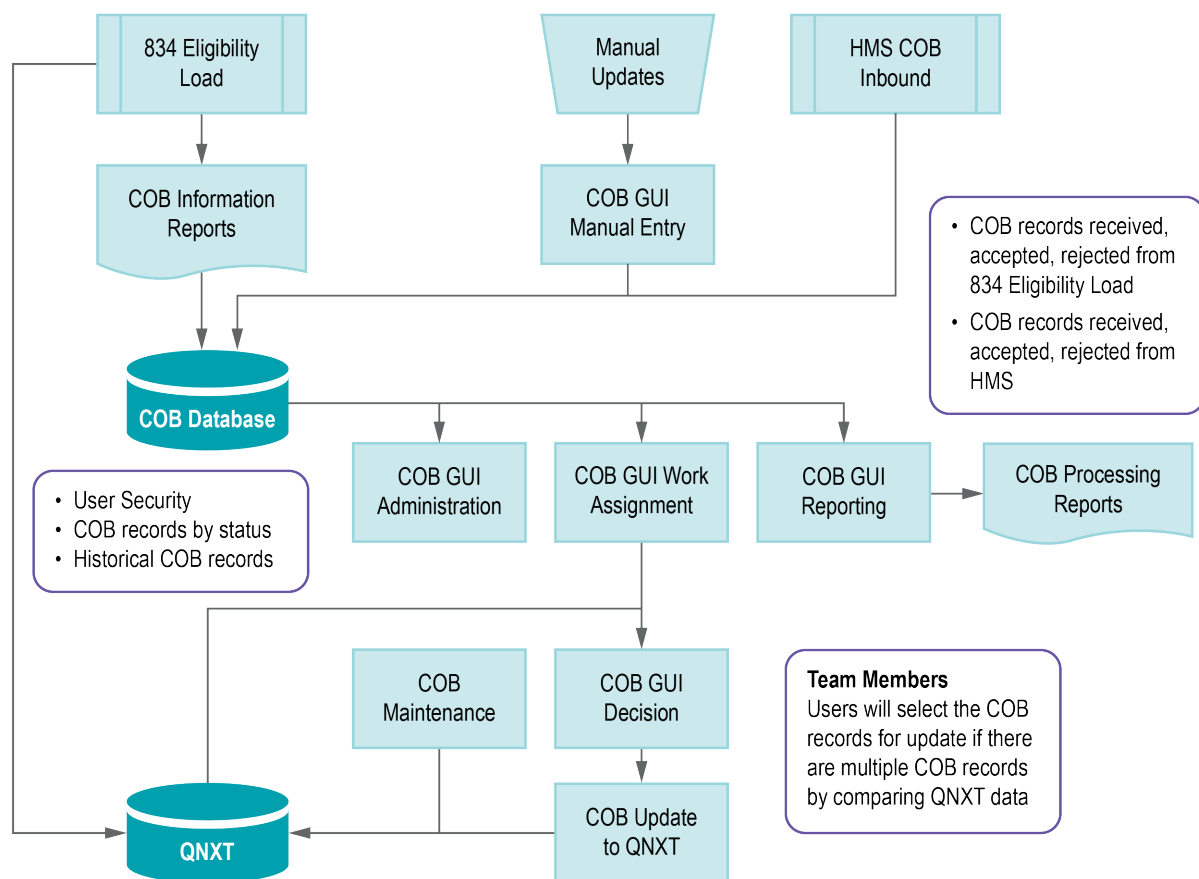 834 Eligibility
Load
Manual
Updates
HMS COB
Inbound
COB Information
Reports
COB GUI
Manual Entry
• COB records received,
accepted, rejected from
834 Eligibility Load
• COB records received,
accepted, rejected from
HMS
COB Database
• User Security
• COB records by status
• Historical COB records
COB GUI
Administration
COB GUI Work
Assignment
COB GUI
Reporting
COB Processing
Reports
COB
Maintenance
COB GUI
Decision
Team Members
Users will select the COB
records for update if there
are multiple COB records
by comparing QNXT data
QNXT
COB Update
to QNXT